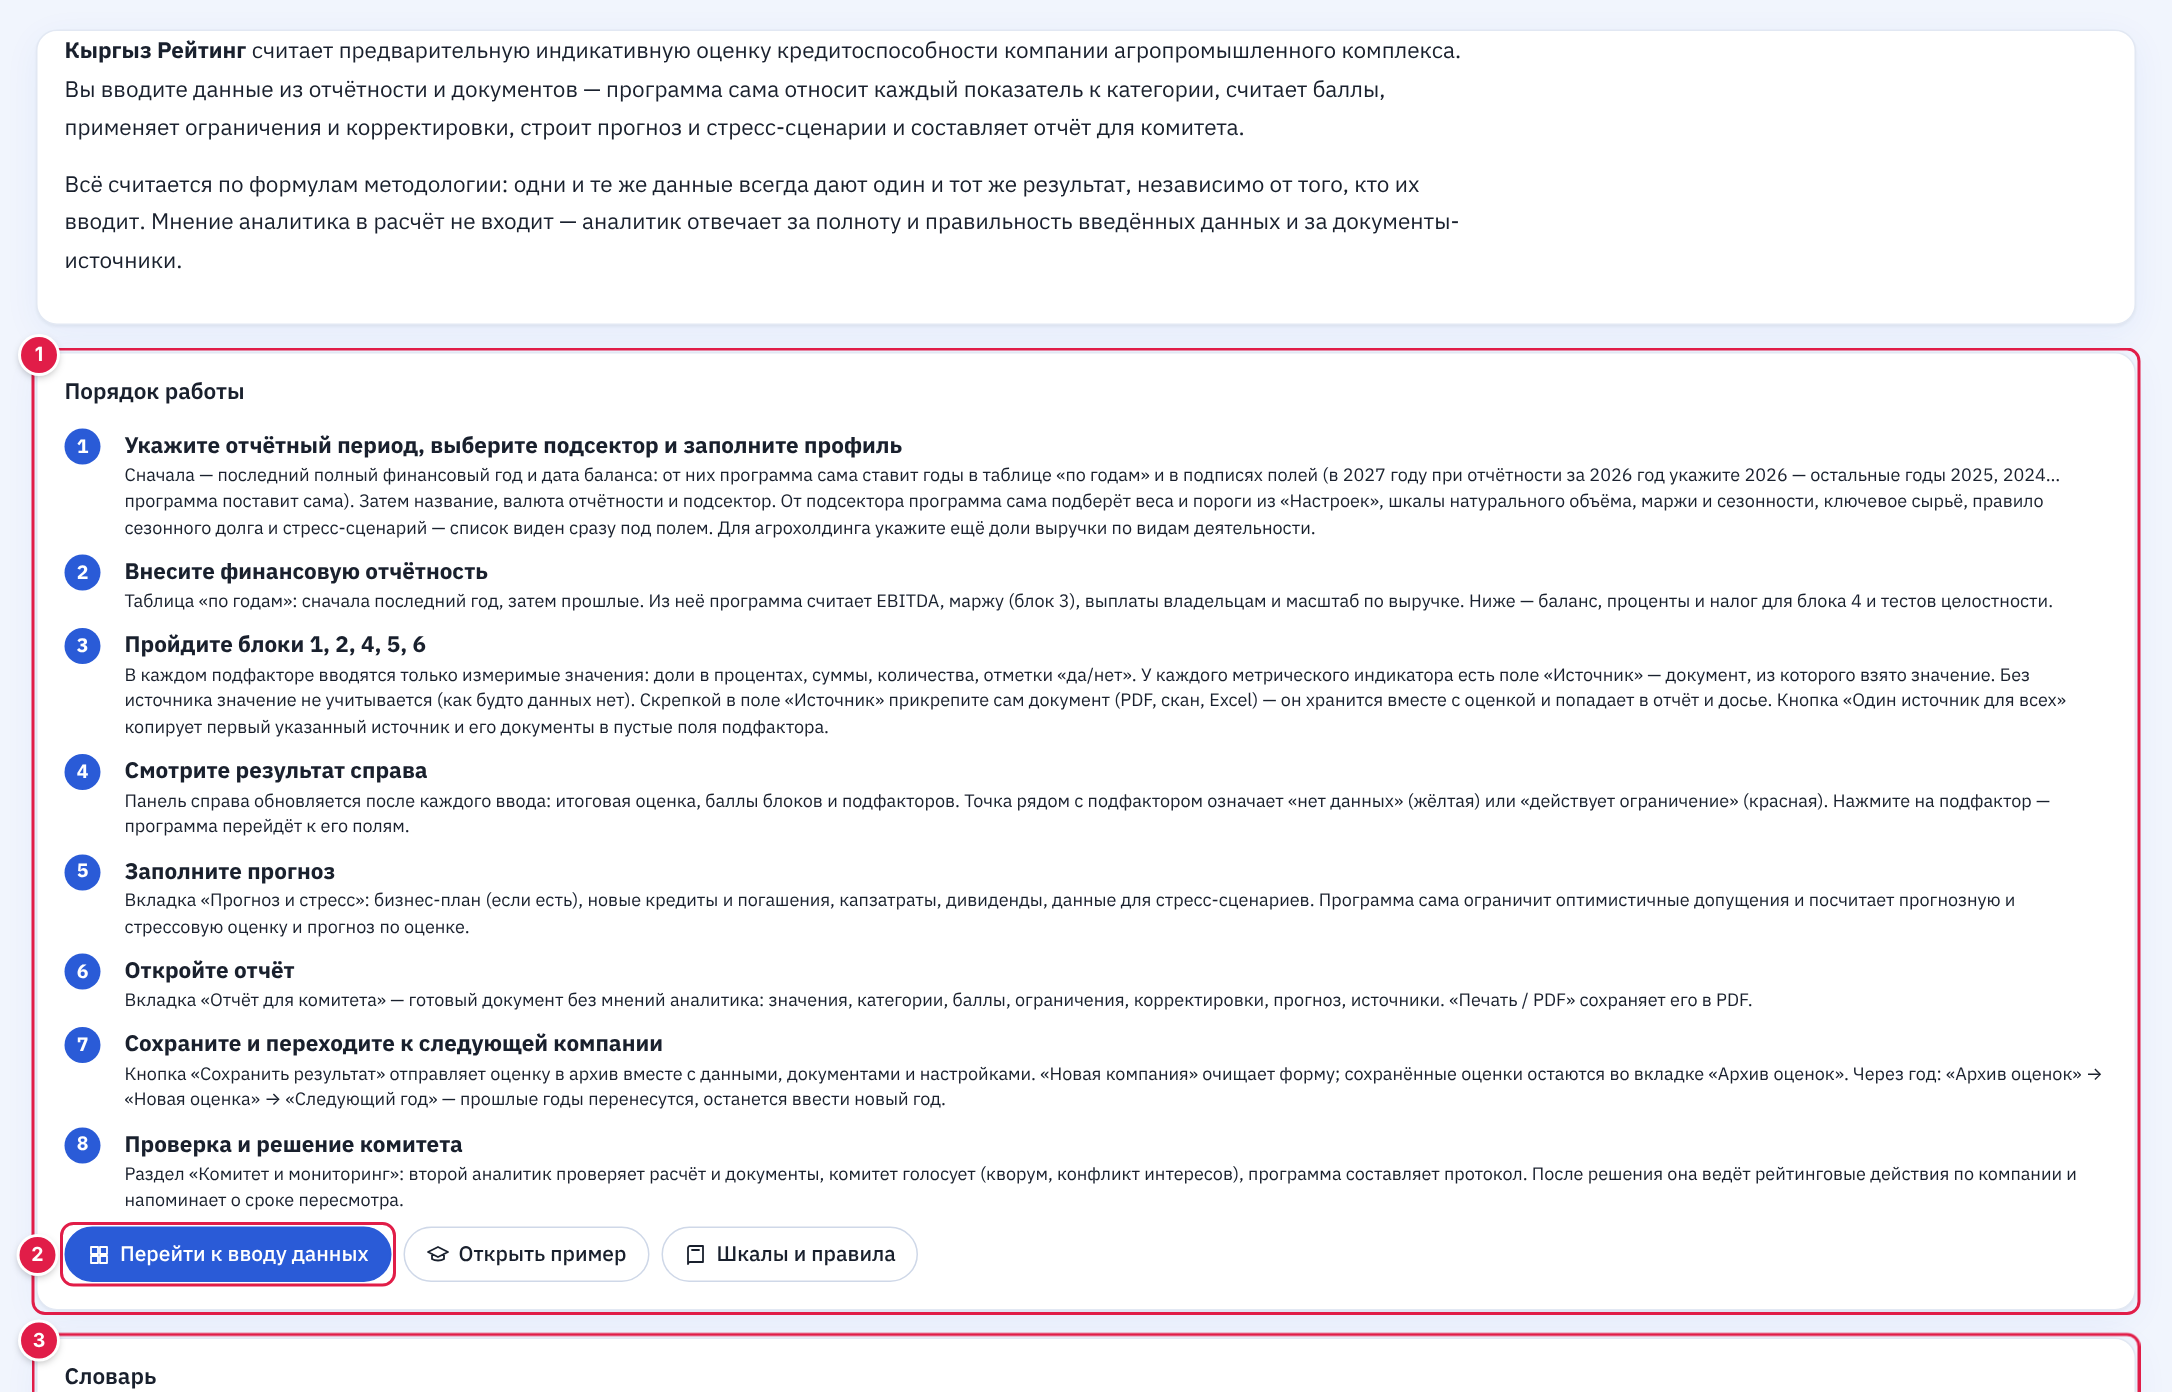 Кыргыз Рейтинг считает предварительную индикативную оценку кредитоспособности компании агропромышленного комплекса.
Вы вводите данные из отчётности и документов — программа сама относит каждый показатель к категории, считает баллы,
применяет ограничения и корректировки, строит прогноз и стресс-сценарии и составляет отчёт для комитета.
Всё считается по формулам методологии: одни и те же данные всегда дают один и тот же результат, независимо от того, кто их
вводит. Мнение аналитика в расчёт не входит — аналитик отвечает за полноту и правильность введённых данных и за документы-
источники.
1
Порядок работы
1 Укажите отчётный период, выберите подсектор и заполните профиль
Сначала — последний полный финансовый год и дата баланса: от них программа сама ставит годы в таблице «по годам» и в подписях полей (в 2027 году при отчётности за 2026 год укажите 2026 — остальные годы 2025, 2024…
программа поставит сама). Затем название, валюта отчётности и подсектор. От подсектора программа сама подберёт веса и пороги из «Настроек», шкалы натурального объёма, маржи и сезонности, ключевое сырьё, правило
сезонного долга и стресс-сценарий — список виден сразу под полем. Для агрохолдинга укажите ещё доли выручки по видам деятельности.
2 Внесите финансовую отчётность
Таблица «по годам»: сначала последний год, затем прошлые. Из неё программа считает EBITDA, маржу (блок 3), выплаты владельцам и масштаб по выручке. Ниже — баланс, проценты и налог для блока 4 и тестов целостности.
3 Пройдите блоки 1, 2, 4, 5, 6
В каждом подфакторе вводятся только измеримые значения: доли в процентах, суммы, количества, отметки «да/нет». У каждого метрического индикатора есть поле «Источник» — документ, из которого взято значение. Без
источника значение не учитывается (как будто данных нет). Скрепкой в поле «Источник» прикрепите сам документ (PDF, скан, Excel) — он хранится вместе с оценкой и попадает в отчёт и досье. Кнопка «Один источник для всех»
копирует первый указанный источник и его документы в пустые поля подфактора.
4 Смотрите результат справа
Панель справа обновляется после каждого ввода: итоговая оценка, баллы блоков и подфакторов. Точка рядом с подфактором означает «нет данных» (жёлтая) или «действует ограничение» (красная). Нажмите на подфактор —
программа перейдёт к его полям.
5 Заполните прогноз
Вкладка «Прогноз и стресс»: бизнес-план (если есть), новые кредиты и погашения, капзатраты, дивиденды, данные для стресс-сценариев. Программа сама ограничит оптимистичные допущения и посчитает прогнозную и
стрессовую оценку и прогноз по оценке.
6 Откройте отчёт
Вкладка «Отчёт для комитета» — готовый документ без мнений аналитика: значения, категории, баллы, ограничения, корректировки, прогноз, источники. «Печать / PDF» сохраняет его в PDF.
7 Сохраните и переходите к следующей компании
Кнопка «Сохранить результат» отправляет оценку в архив вместе с данными, документами и настройками. «Новая компания» очищает форму; сохранённые оценки остаются во вкладке «Архив оценок». Через год: «Архив оценок» →
«Новая оценка» → «Следующий год» — прошлые годы перенесутся, останется ввести новый год.
8 Проверка и решение комитета
Раздел «Комитет и мониторинг»: второй аналитик проверяет расчёт и документы, комитет голосует (кворум, конфликт интересов), программа составляет протокол. После решения она ведёт рейтинговые действия по компании и
напоминает о сроке пересмотра.
2 Перейти к вводу данных Открыть пример Шкалы и правила
3
Словарь